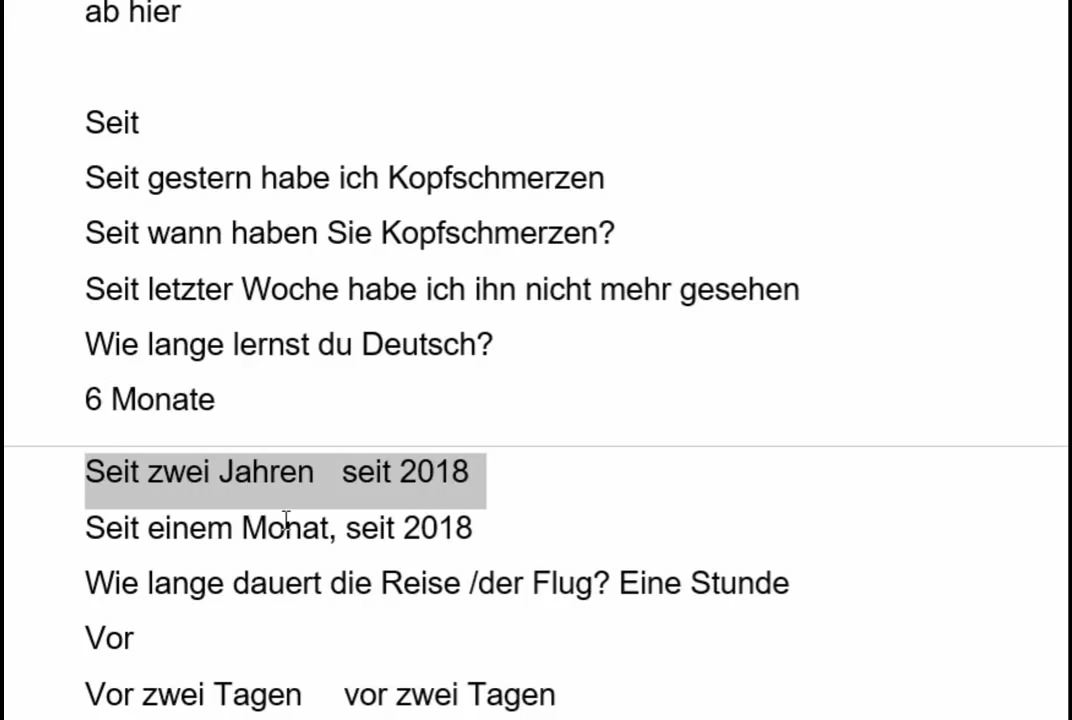 ab hier
Seit
Seit gestern habe ich Kopfschmerzen
Seit wann haben Sie Kopfschmerzen?
Seit letzter Woche habe ich ihn nicht mehr gesehen
Wie lange lernst du Deutsch?
6 Monate
Seit zwei Jahren seit 2018
Seit einem Monat, seit 2018
Wie lange dauert die Reise /der Flug? Eine Stunde
Vor
Vor zwei Tagen vor zwei Tagen